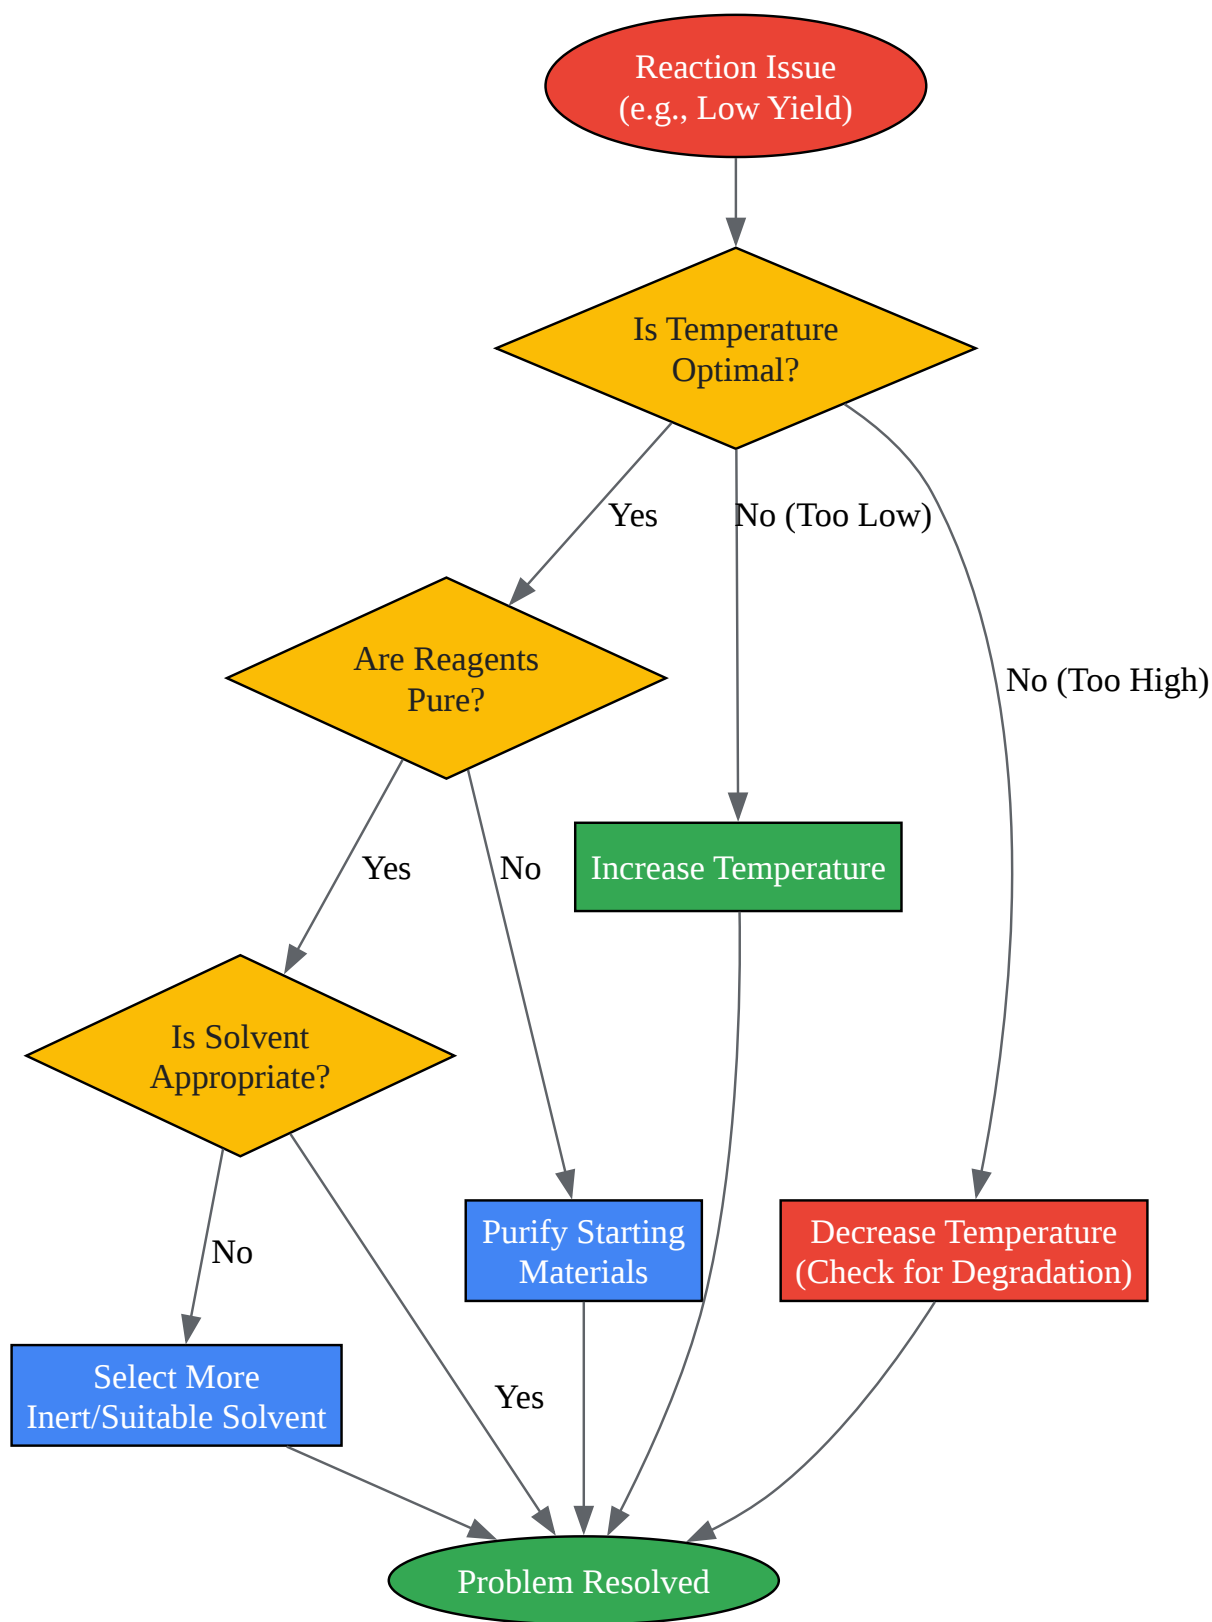 Reaction Issue
(e.g., Low Yield)
Is Temperature
Optimal?
Yes
No (Too Low)
No (Too High)
Are Reagents
Pure?
Yes
No
Increase Temperature
Is Solvent
Appropriate?
No
Yes
Purify Starting
Materials
Decrease Temperature
(Check for Degradation)
Select More
Inert/Suitable Solvent
Problem Resolved